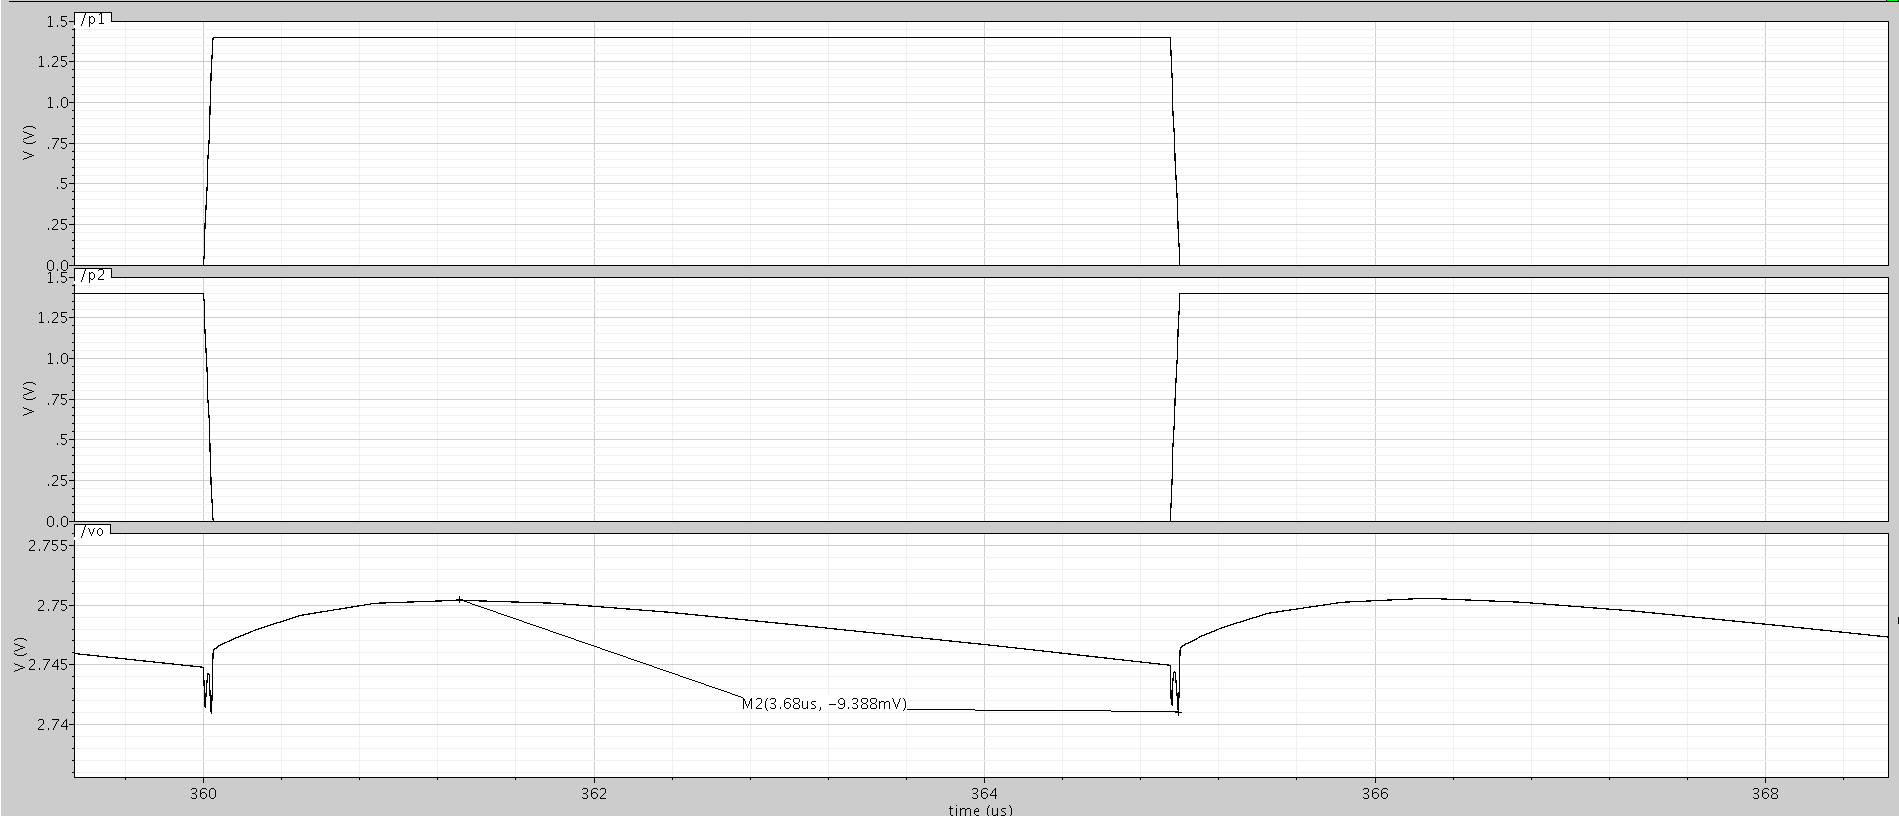 /p1
1.5
1.25
1.0
.75
.5
.25
0.0
V (V)
/p2
1.5
1.25
1.0
.75
.5
.25
0.0
V (V)
/vo
2.755
2.75
2.745
2.74
V (V)
M2(3.68us, -9.388mV)
360 362 364 366 368
time (us)